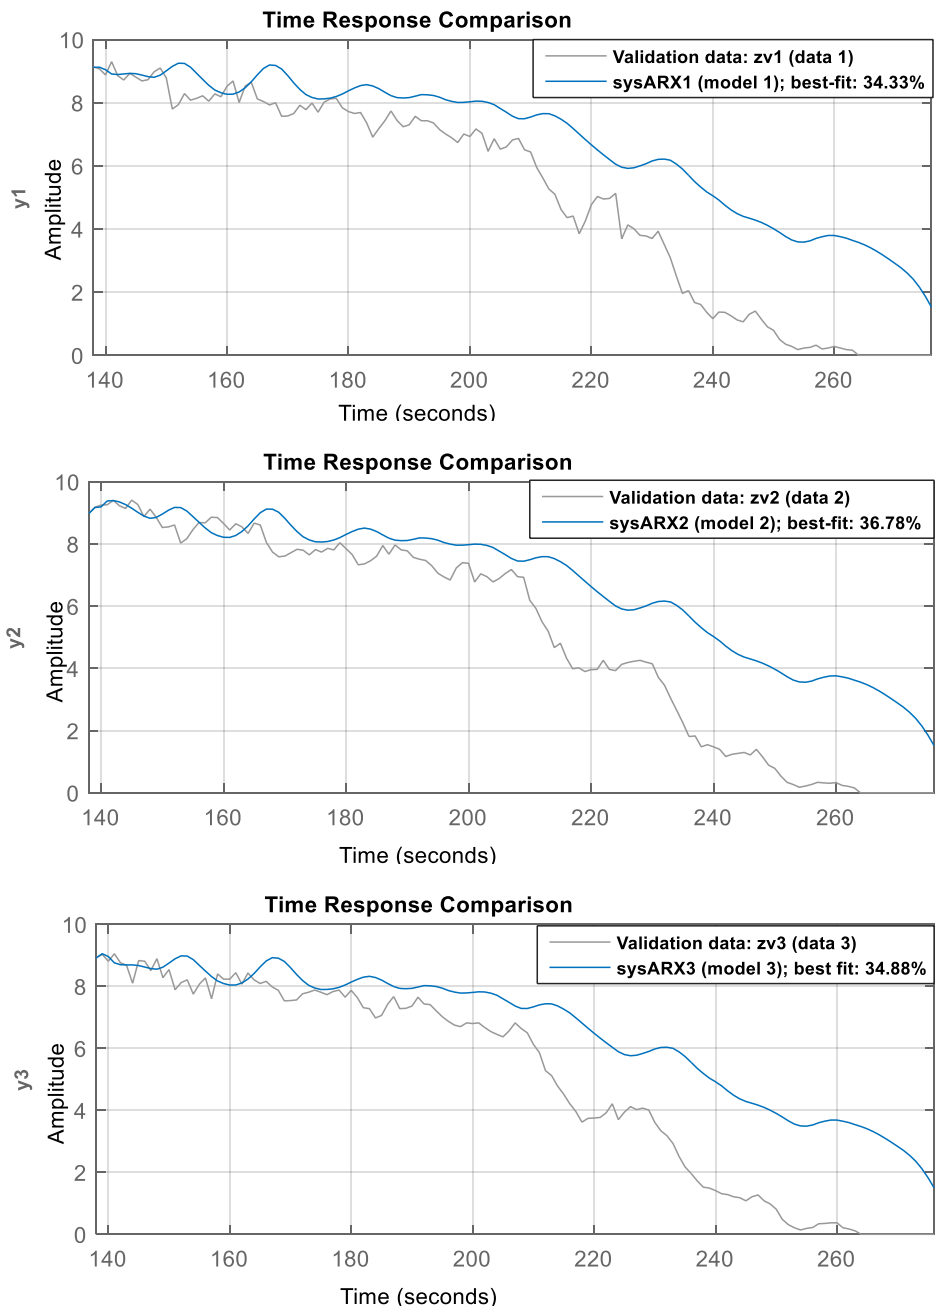 Time Response Comparison
10
8
6
4
2
0
y1
Amplitude
Validation data: zv1 (data 1)
sysARX1 (model 1); best-fit: 34.33%
140 160 180 200 220 240 260
Time (seconds)
Time Response Comparison
10
8
6
4
2
0
y2
Amplitude
Validation data: zv2 (data 2)
sysARX2 (model 2); best-fit: 36.78%
140 160 180 200 220 240 260
Time (seconds)
Time Response Comparison
10
8
6
4
2
0
y3
Amplitude
Validation data: zv3 (data 3)
sysARX3 (model 3); best fit: 34.88%
140 160 180 200 220 240 260
Time (seconds)